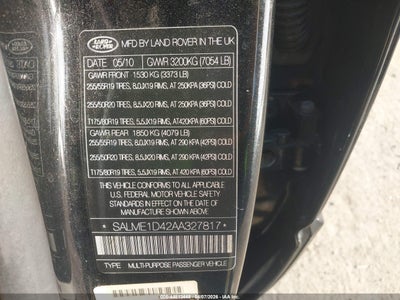 LAND ROVER MFD BY LAND ROVER IN THE UK
DATE 05/10 GVWR 3200KG (7054 LB)
GAWR FRONT 1530 KG (3373 LB)
255/55R19 TIRES, 8.0JX19 RIMS, AT 250KPA (36PSI) COLD
255/50R20 TIRES, 8.5JX20 RIMS, AT 250KPA (36PSI) COLD
T175/80R19 TIRES, 5.5JX19 RIMS, AT 420KPA (60PSI) COLD
GAWR REAR 1850 KG (4079 LB)
255/55R19 TIRES, 8.0JX19 RIMS, AT 290 KPA (42PSI) COLD
255/50R20 TIRES, 8.5JX20 RIMS, AT 290 KPA (42PSI) COLD
T175/80R19 TIRES, 5.5JX19 RIMS, AT 420 KPA (60PSI) COLD
THIS VEHICLE CONFORMS TO ALL APPLICABLE
U.S. FEDERAL MOTOR VEHICLE SAFETY
STANDARDS IN EFFECT ON THE DATE OF
MANUFACTURE SHOWN ABOVE
*SALME1D42AA327817*
TYPE: MULTI-PURPOSE PASSENGER VEHICLE